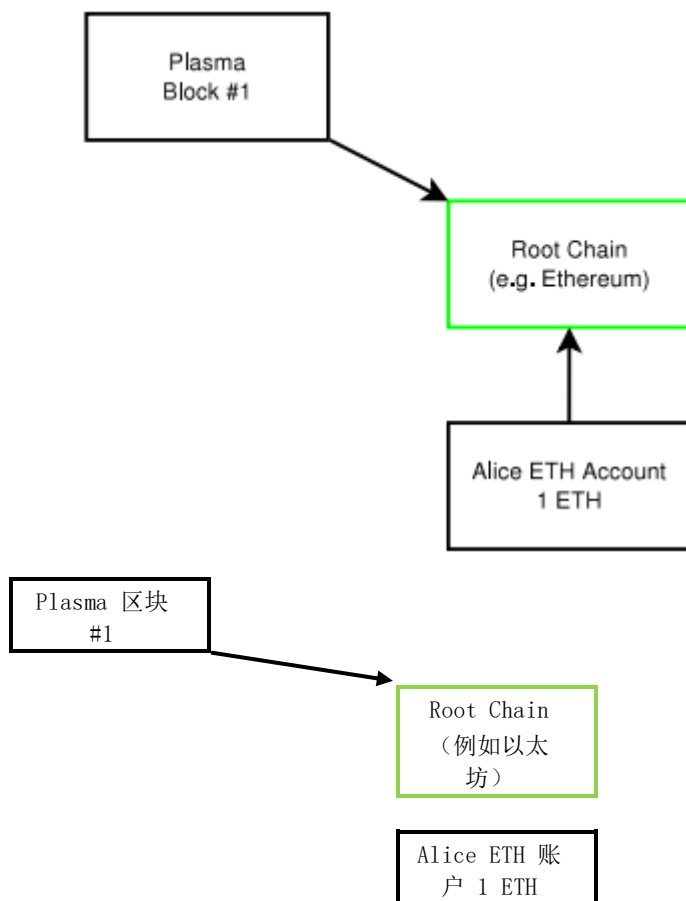 Plasma
Block #1
Root Chain
(e.g. Ethereum)
Alice ETH Account
1 ETH
Plasma 区块
#1
Root Chain
（例如以太
坊）
Alice ETH 账
户 1 ETH